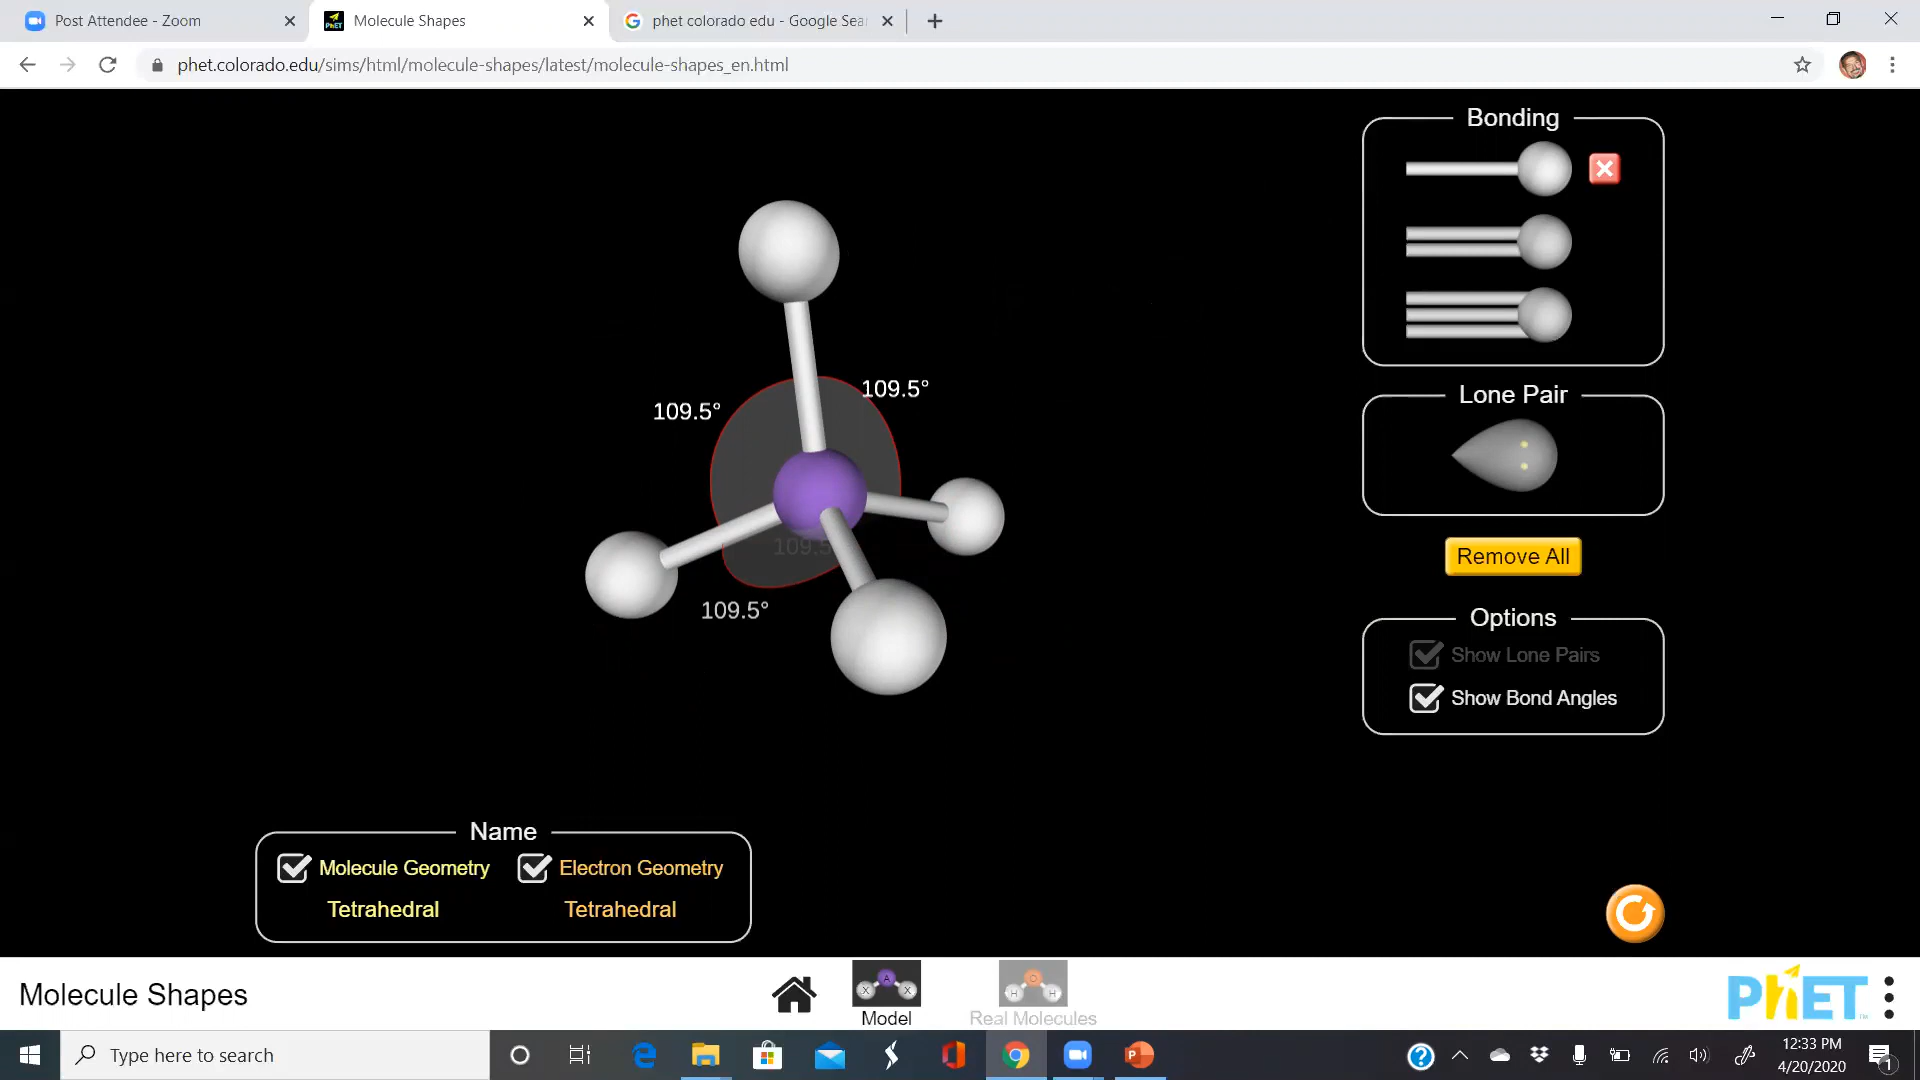 Post Attendee - Zoom
Molecule Shapes
phet colorado edu - Google Sea
phet.colorado.edu/sims/html/molecule-shapes/latest/molecule-shapes_en.html
Bonding
109.5°
109.5°
109.5
109.5°
Lone Pair
Remove All
Options
Show Lone Pairs
Show Bond Angles
Name
Molecule Geometry
Electron Geometry
Tetrahedral
Tetrahedral
Molecule Shapes
A
X X
Model
O
H H
Real Molecules
PhET
Type here to search
12:33 PM
4/20/2020
1